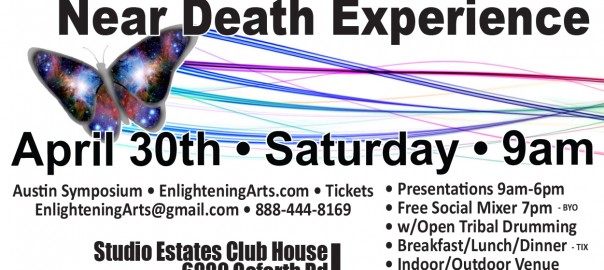 Near Death Experience
April 30th • Saturday • 9am
Austin Symposium • EnlighteningArts.com • Tickets
EnlighteningArts@gmail.com • 888-444-8169
• Presentations 9am-6pm
• Free Social Mixer 7pm - BYO
• w/Open Tribal Drumming
• Breakfast/Lunch/Dinner - TIX
• Indoor/Outdoor Venue
Studio Estates Club House